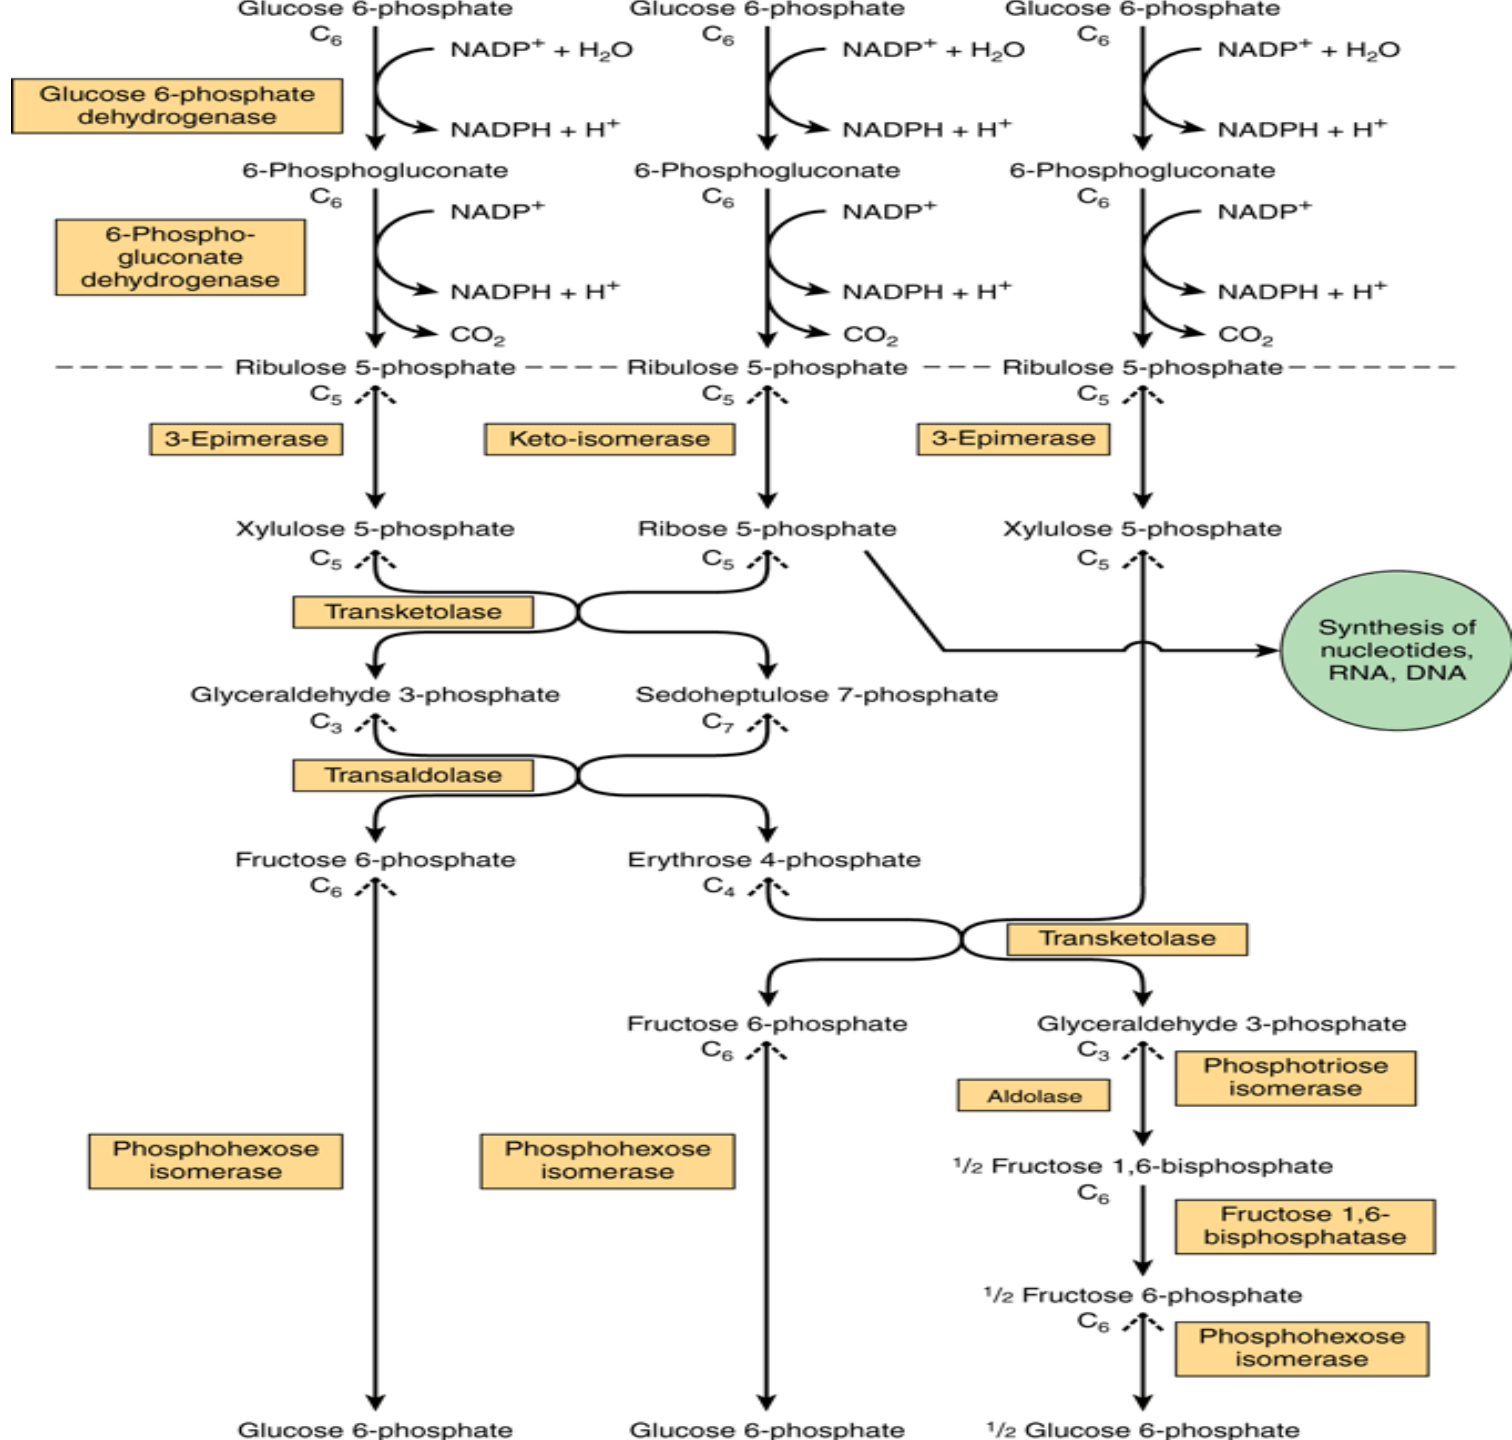 Glucose 6-phosphate Glucose 6-phosphate Glucose 6-phosphate
C6 C6 C6
NADP+ + H2O NADP+ + H2O NADP+ + H2O
Glucose 6-phosphate
dehydrogenase
NADPH + H+ NADPH + H+ NADPH + H+
6-Phosphogluconate 6-Phosphogluconate 6-Phosphogluconate
C6 C6 C6
NADP+ NADP+ NADP+
6-Phospho-
gluconate
dehydrogenase
NADPH + H+ NADPH + H+ NADPH + H+
CO2 CO2 CO2
Ribulose 5-phosphate Ribulose 5-phosphate Ribulose 5-phosphate
C5 C5 C5
3-Epimerase Keto-isomerase 3-Epimerase
Xylulose 5-phosphate Ribose 5-phosphate Xylulose 5-phosphate
C5 C5 C5
Transketolase
Synthesis of
nucleotides,
RNA, DNA
Glyceraldehyde 3-phosphate Sedoheptulose 7-phosphate
C3 C7
Transaldolase
Fructose 6-phosphate Erythrose 4-phosphate
C6 C4
Transketolase
Fructose 6-phosphate Glyceraldehyde 3-phosphate
C6 C3
Phosphotriose
isomerase
Aldolase
Phosphohexose
isomerase
Phosphohexose
isomerase
1/2 Fructose 1,6-bisphosphate
C6
Fructose 1,6-
bisphosphatase
1/2 Fructose 6-phosphate
C6
Phosphohexose
isomerase
Glucose 6-phosphate Glucose 6-phosphate 1/2 Glucose 6-phosphate